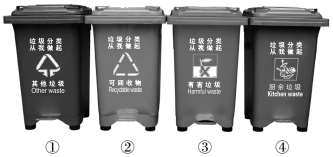 垃圾分类
从我做起
其他垃圾
Other waste
垃圾分类
从我做起
可回收物
Recyclable waste
垃圾分类
从我做起
有害垃圾
Harmful waste
垃圾分类
从我做起
厨余垃圾
Kitchen waste
① ② ③ ④